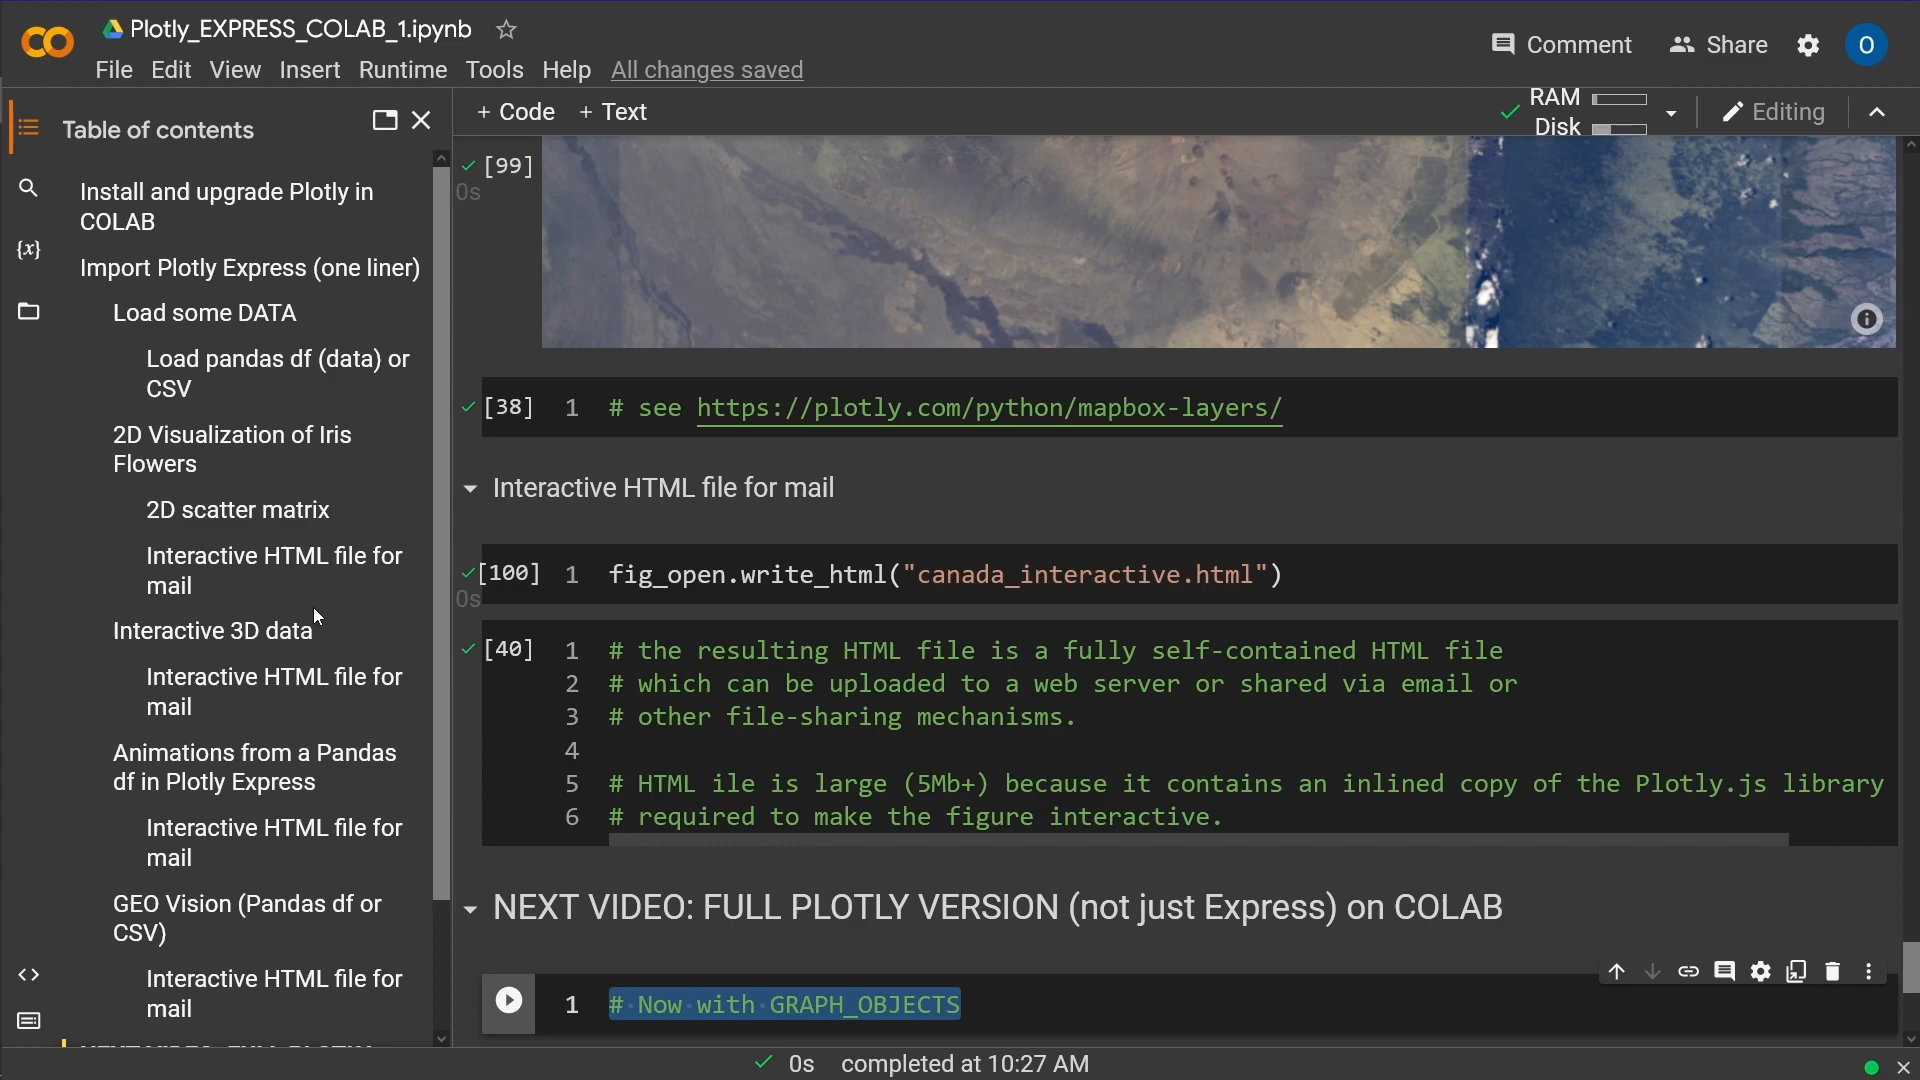 Plotly_EXPRESS_COLAB_1.ipynb
Comment
Share
O
File Edit View Insert Runtime Tools Help All changes saved
Table of contents
+ Code + Text
RAM
Disk
Editing
Install and upgrade Plotly in
COLAB
{x}
Import Plotly Express (one liner)
Load some DATA
Load pandas df (data) or
CSV
2D Visualization of Iris
Flowers
2D scatter matrix
Interactive HTML file for
mail
Interactive 3D data
Interactive HTML file for
mail
Animations from a Pandas
df in Plotly Express
Interactive HTML file for
mail
GEO Vision (Pandas df or
CSV)
Interactive HTML file for
mail
[99]
0s
[38] 1 # see https://plotly.com/python/mapbox-layers/
Interactive HTML file for mail
[100] 1 fig_open.write_html("canada_interactive.html")
0s
[40] 1 # the resulting HTML file is a fully self-contained HTML file
2 # which can be uploaded to a web server or shared via email or
3 # other file-sharing mechanisms.
4
5 # HTML ile is large (5Mb+) because it contains an inlined copy of the Plotly.js library
6 # required to make the figure interactive.
NEXT VIDEO: FULL PLOTLY VERSION (not just Express) on COLAB
1 # Now with GRAPH_OBJECTS
0s completed at 10:27 AM